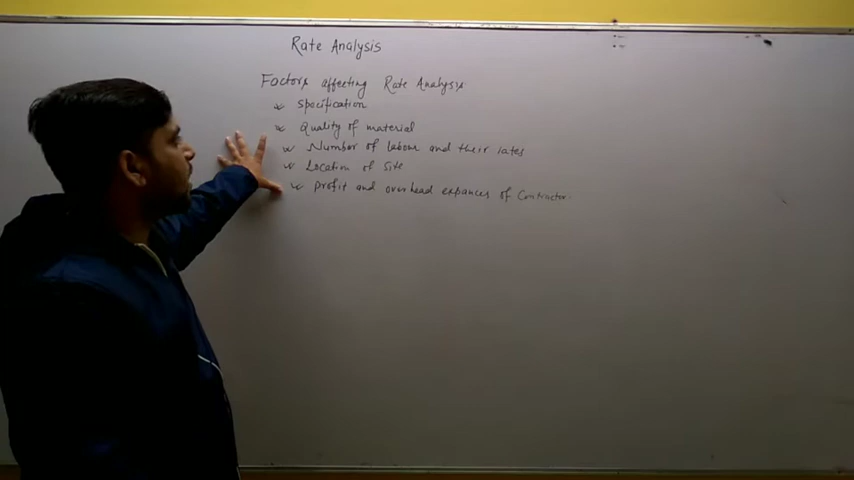 Rate Analysis
Factors affecting Rate Analysis
Specification
Quality of material
Number of labour and their rates
Location of Site
Profit and overhead expances of Contractor.